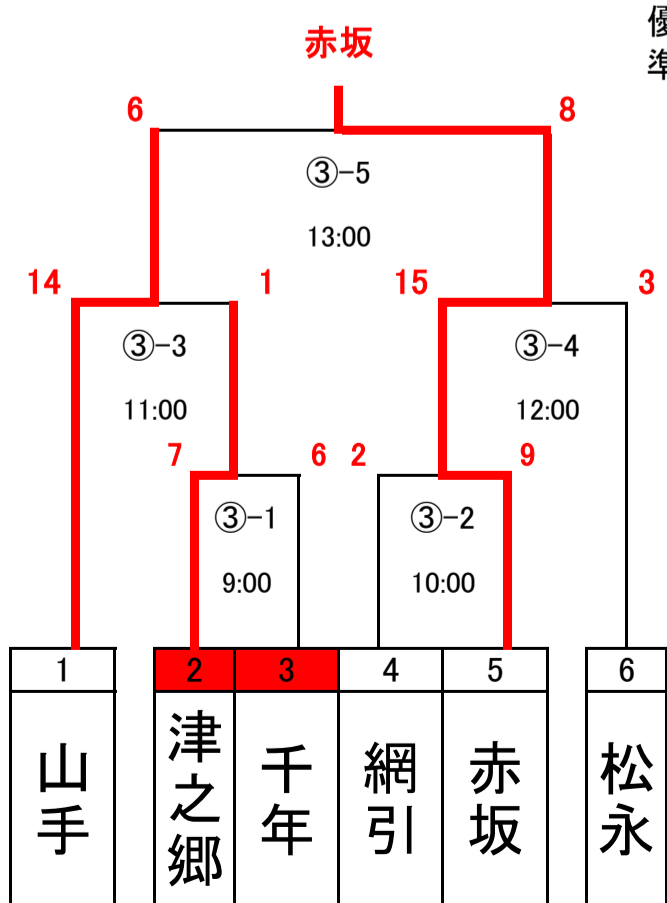 優
準
赤坂
6 8
③-5
13:00
14 1 15 3
③-3 ③-4
11:00 12:00
7 6 2 9
③-1 ③-2
9:00 10:00
1 2 3 4 5 6
山手
津之郷
千年
網引
赤坂
松永